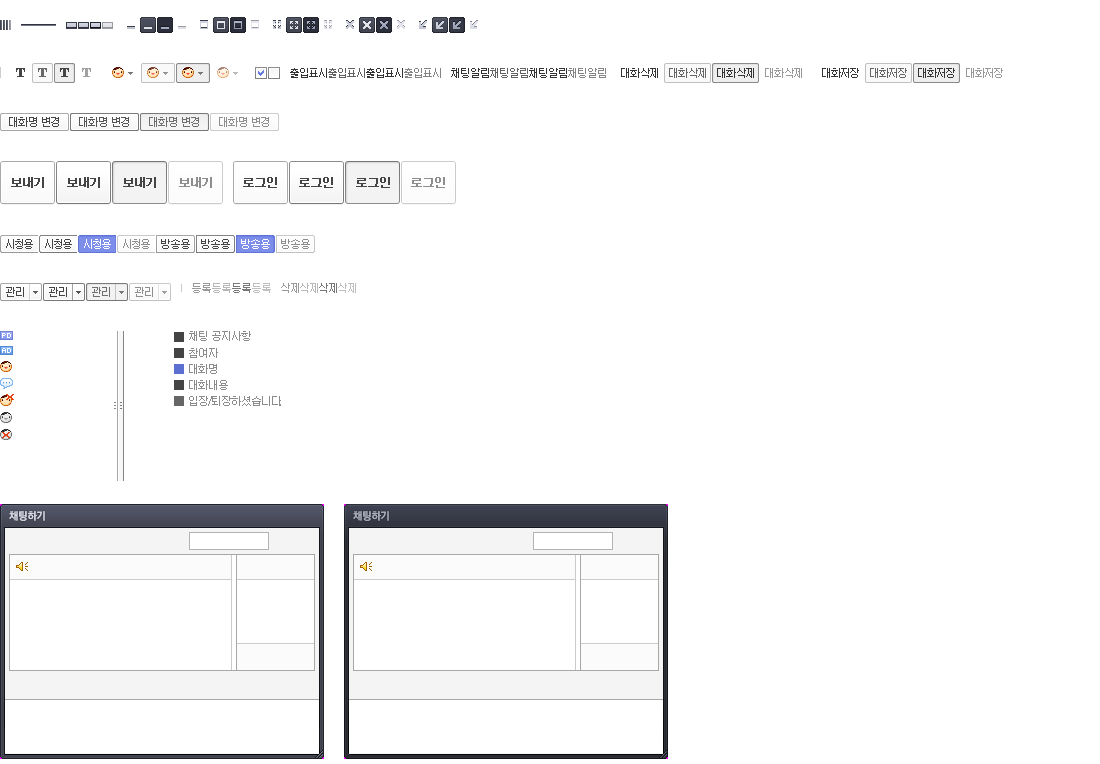 T T T T 출입표시출입표시출입표시출입표시 채팅알림채팅알림채팅알림채팅알림 대화삭제 대화삭제 대화삭제 대화삭제 대화저장 대화저장 대화저장 대화저장
대화명 변경 대화명 변경 대화명 변경 대화명 변경
보내기 보내기 보내기 보내기 로그인 로그인 로그인 로그인
시청용 시청용 시청용 시청용 방송용 방송용 방송용 방송용
관리 관리 관리 관리 등록등록등록등록 삭제삭제삭제삭제
PD
AD
채팅 공지사항
참여자
대화명
대화내용
입장/퇴장하셨습니다.
채팅하기 채팅하기